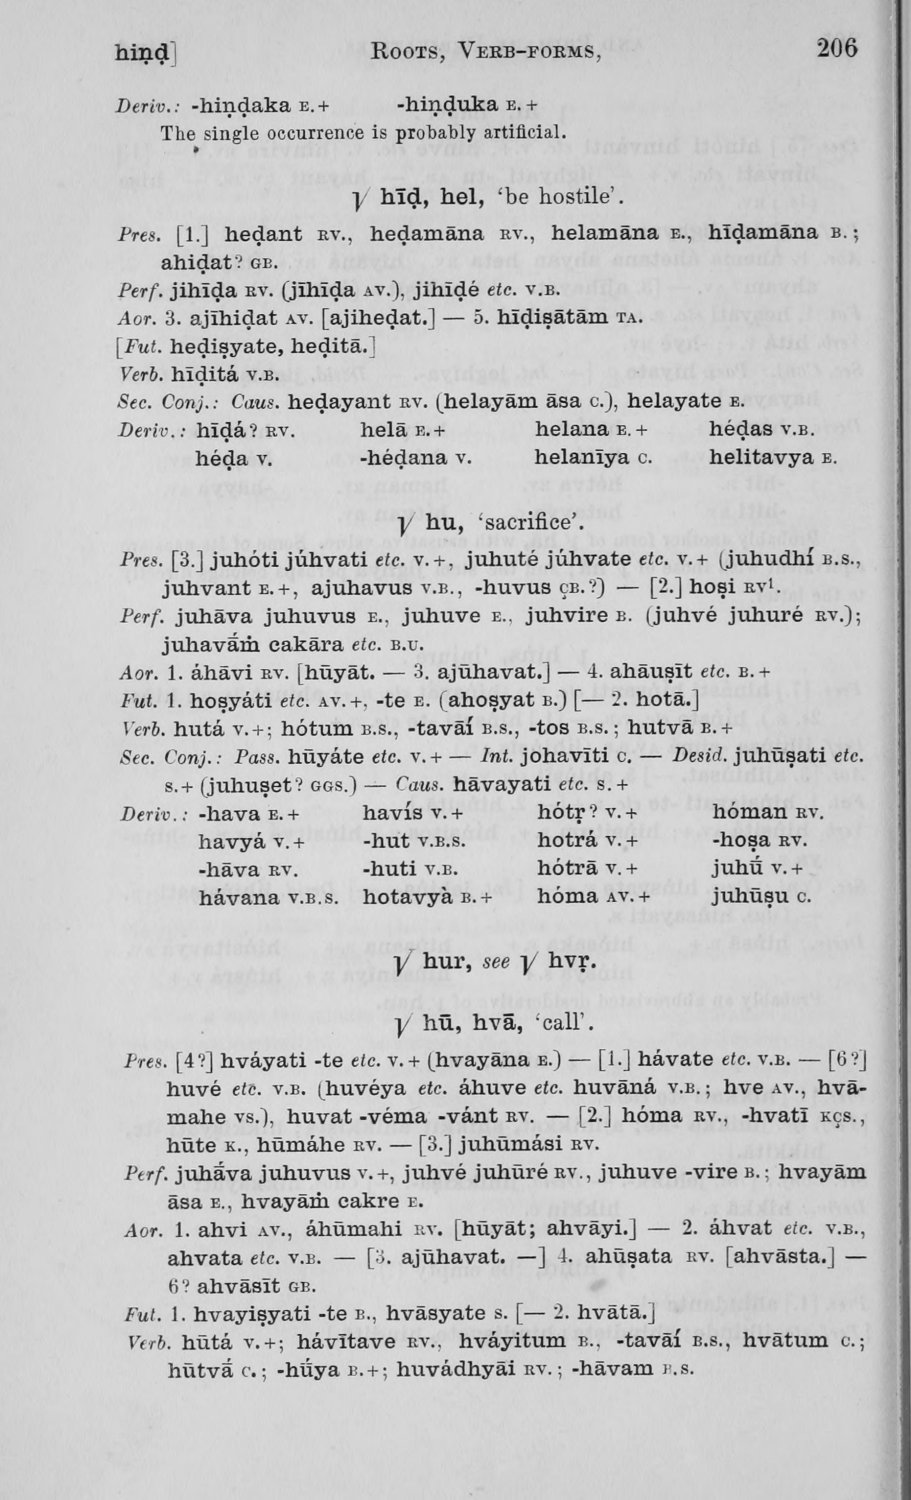 hiṇḍ] ROOTS, VERB-FORMS, 206
Deriv.: -hiṇḍaka E.+ -hiṇḍuka E.+
The single occurrence is probably artificial.
√ hīḍ, hel, ‘be hostile’.
Pres. [1.] heḍant RV., heḍamāna RV., helamāna E., hīḍamāna B.;
ahiḍat? GB.
Perf. jihīḍa RV. (jīhīḍa AV.), jihīḍé etc. V.B.
Aor. 3. ajīhiḍat AV. [ajiheḍat.] — 5. hīḍiṣātām TA.
[Fut. heḍiṣyate, heḍitā.]
Verb. hīḍitá V.B.
Sec. Conj.: Caus. heḍayant RV. (helayām āsa C.), helayate E.
Deriv.: hīḍá? RV. helā E.+ helana E.+ héḍas V.B.
héḍa V. -héḍana V. helanīya C. helitavya E.
√ hu, ‘sacrifice’.
Pres. [3.] juhóti júhvati etc. V.+, juhuté júhvate etc. V.+ (juhudhí B.S.,
juhvant E.+, ajuhavus V.B., -huvus ÇB.?) — [2.] hoṣi RV¹.
Perf. juhāva juhuvus E., juhuve E., juhvire B. (juhvé juhuré RV.);
juhavā́ṁ cakāra etc. B.U.
Aor. 1. áhāvi RV. [hūyāt. — 3. ajūhavat.] — 4. ahāuṣīt etc. B.+
Fut. 1. hoṣyáti etc. AV.+, -te E. (ahoṣyat B.) [— 2. hotā.]
Verb. hutá V.+; hótum B.S., -tavāí B.S., -tos B.S.; hutvā B.+
Sec. Conj.: Pass. hūyáte etc. V.+ — Int. johavīti C. — Desid. juhūṣati etc.
S.+ (juhuṣet? GGS.) — Caus. hāvayati etc. S.+
Deriv.: -hava E.+ havís V.+ hótṛ? V.+ hóman RV.
havyá V.+ -hut V.B.S. hotrá V.+ -hoṣa RV.
-hāva RV. -huti V.B. hótrā V.+ juhū́ V.+
hávana V.B.S. hotavyà B.+ hóma AV.+ juhūṣu C.
√ hur, see √ hvṛ.
√ hū, hvā, ‘call’.
Pres. [4?] hváyati -te etc. V.+ (hvayāna E.) — [1.] hávate etc. V.B. — [6?]
huvé etc. V.B. (huvéya etc. áhuve etc. huvāná V.B.; hve AV., hvā-
mahe VS.), huvat -véma -vánt RV. — [2.] hóma RV., -hvatī KÇS.,
hūte K., hūmáhe RV. — [3.] juhūmási RV.
Perf. juhā́va juhuvus V.+, juhvé juhūré RV., juhuve -vire B.; hvayām
āsa E., hvayāṁ cakre E.
Aor. 1. ahvi AV., áhūmahi RV. [hūyāt; ahvāyi.] — 2. áhvat etc. V.B.,
ahvata etc. V.B. — [3. ajūhavat. —] 4. ahūṣata RV. [ahvāsta.] —
6? ahvāsīt GB.
Fut. 1. hvayiṣyati -te B., hvāsyate S. [— 2. hvātā.]
Verb. hūtá V.+; hávītave RV., hváyitum B., -tavāí B.S., hvātum C.;
hūtvā́ C.; -hū́ya B.+; huvádhyāi RV.; -hāvam B.S.